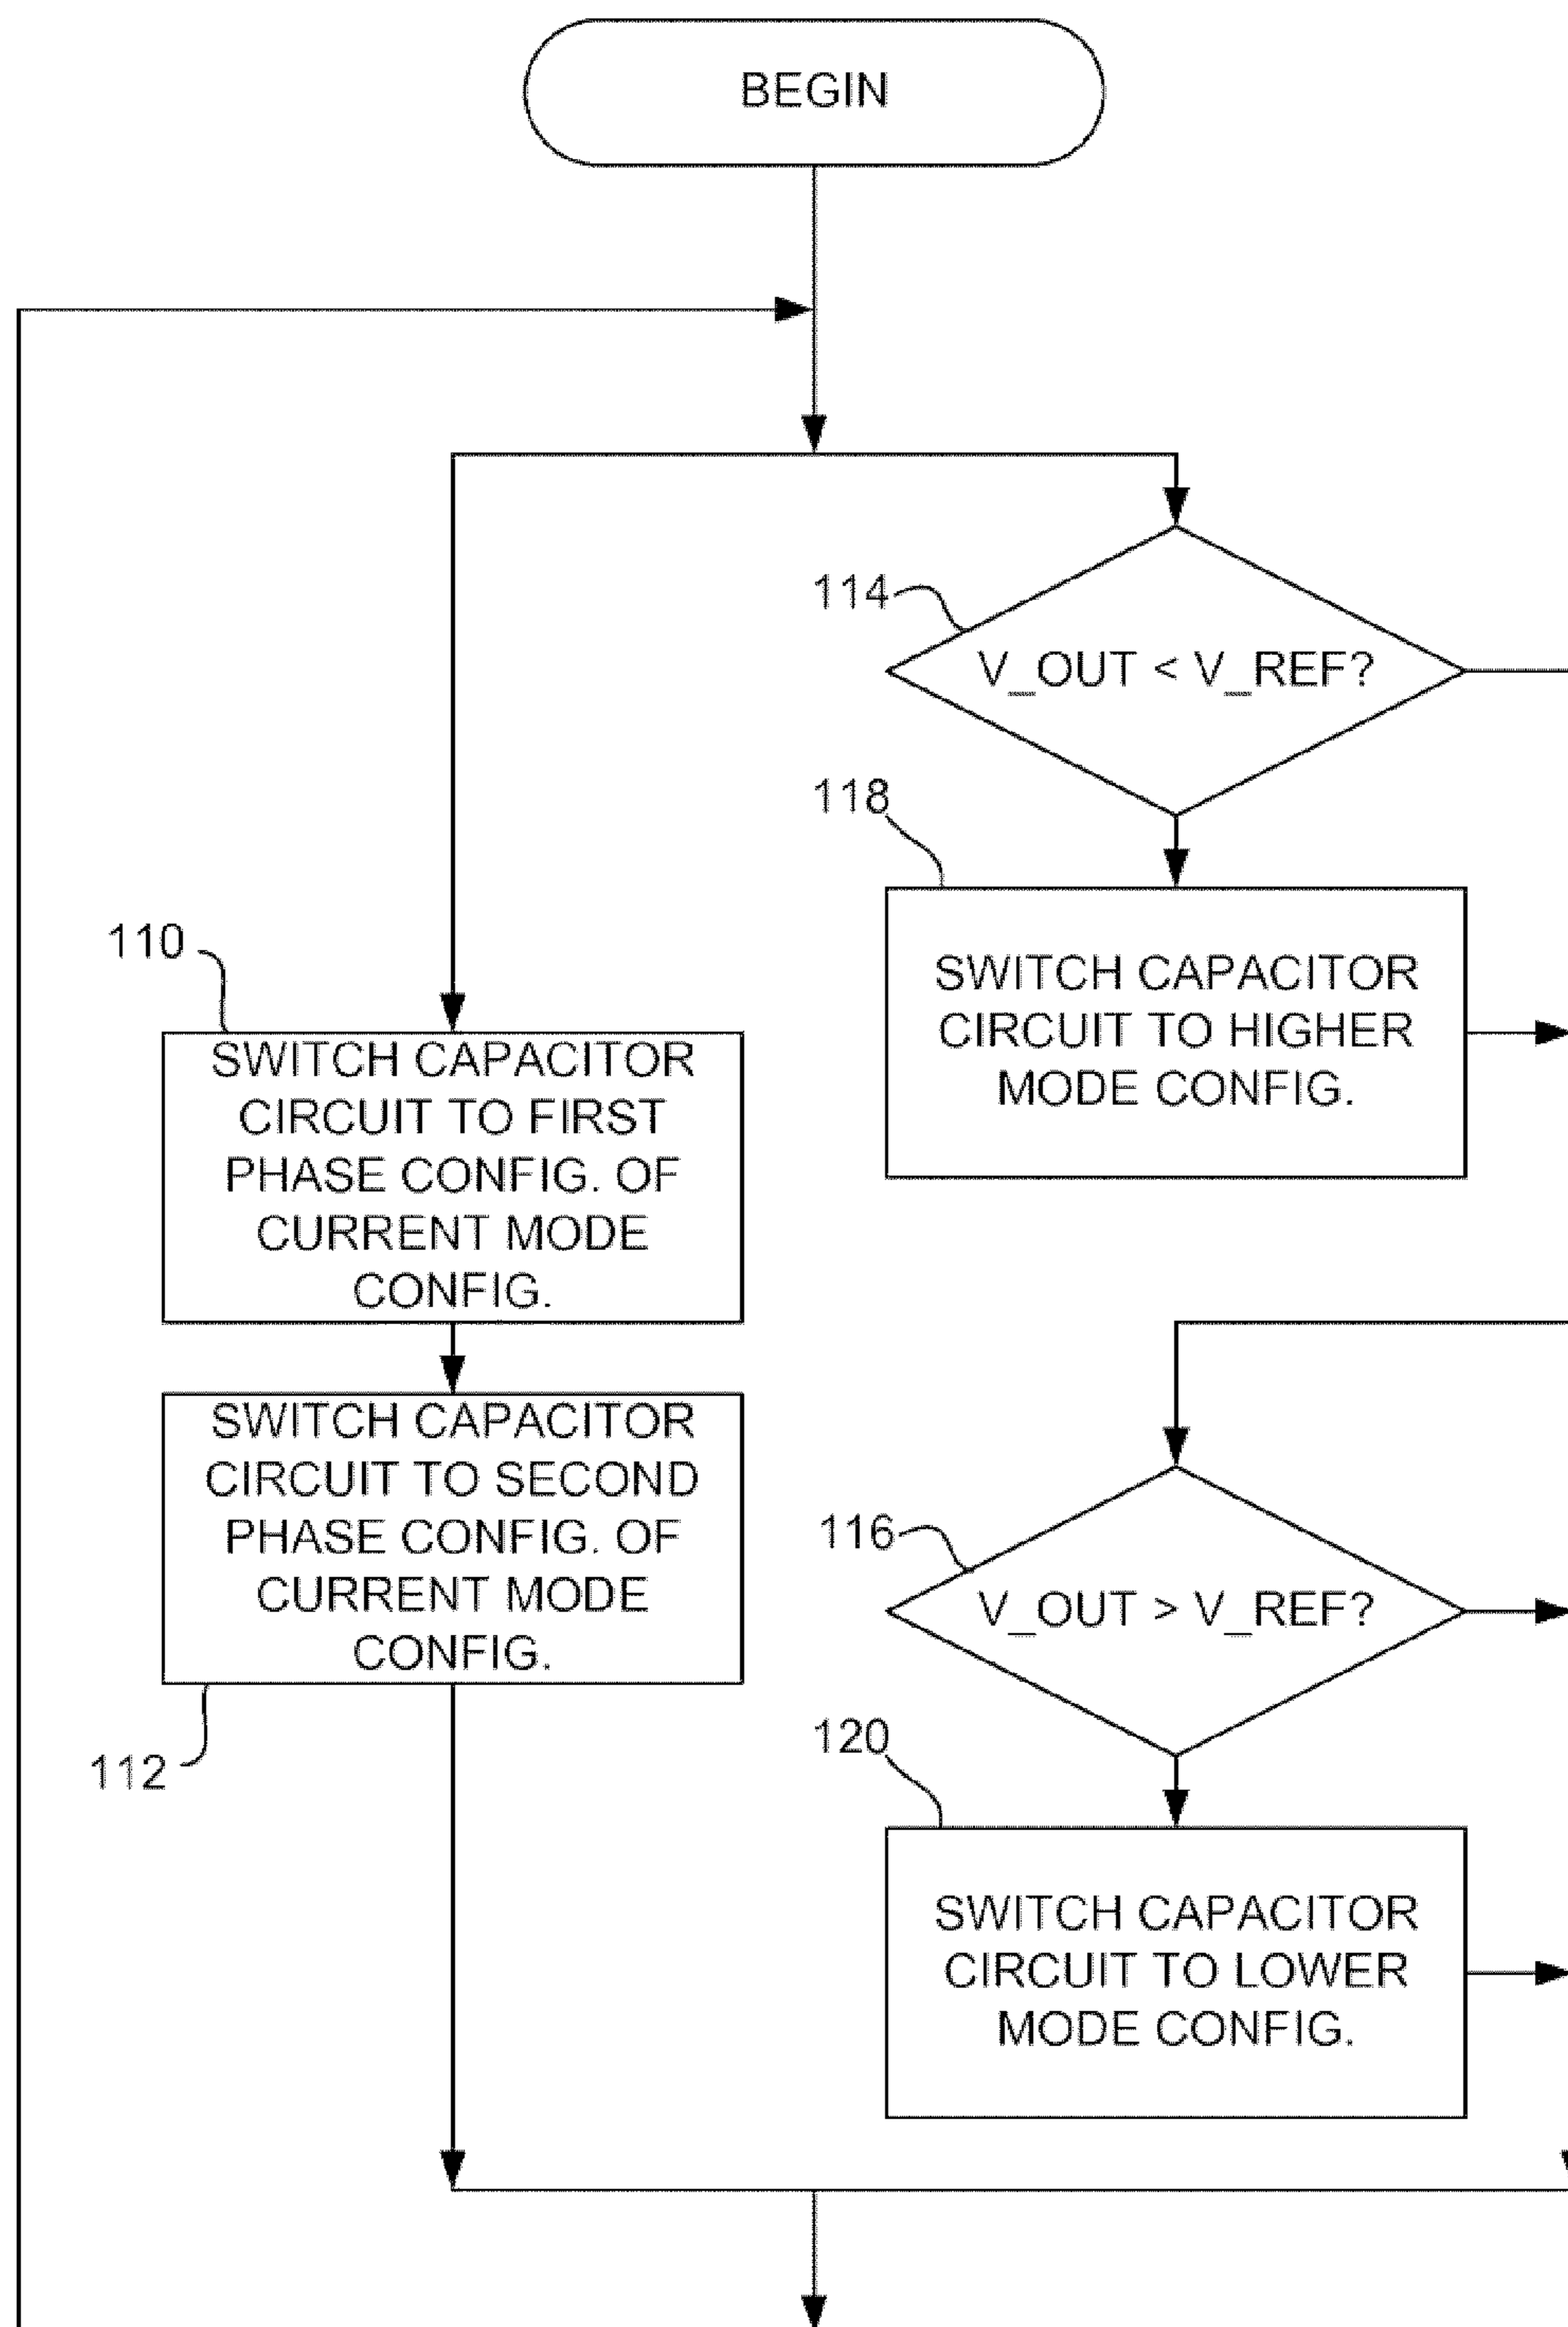 BEGIN
114
V_OUT < V_REF?
118
SWITCH CAPACITOR
CIRCUIT TO HIGHER
MODE CONFIG.
110
SWITCH CAPACITOR
CIRCUIT TO FIRST
PHASE CONFIG. OF
CURRENT MODE
CONFIG.
SWITCH CAPACITOR
CIRCUIT TO SECOND
PHASE CONFIG. OF
CURRENT MODE
CONFIG.
112
116
V_OUT > V_REF?
120
SWITCH CAPACITOR
CIRCUIT TO LOWER
MODE CONFIG.